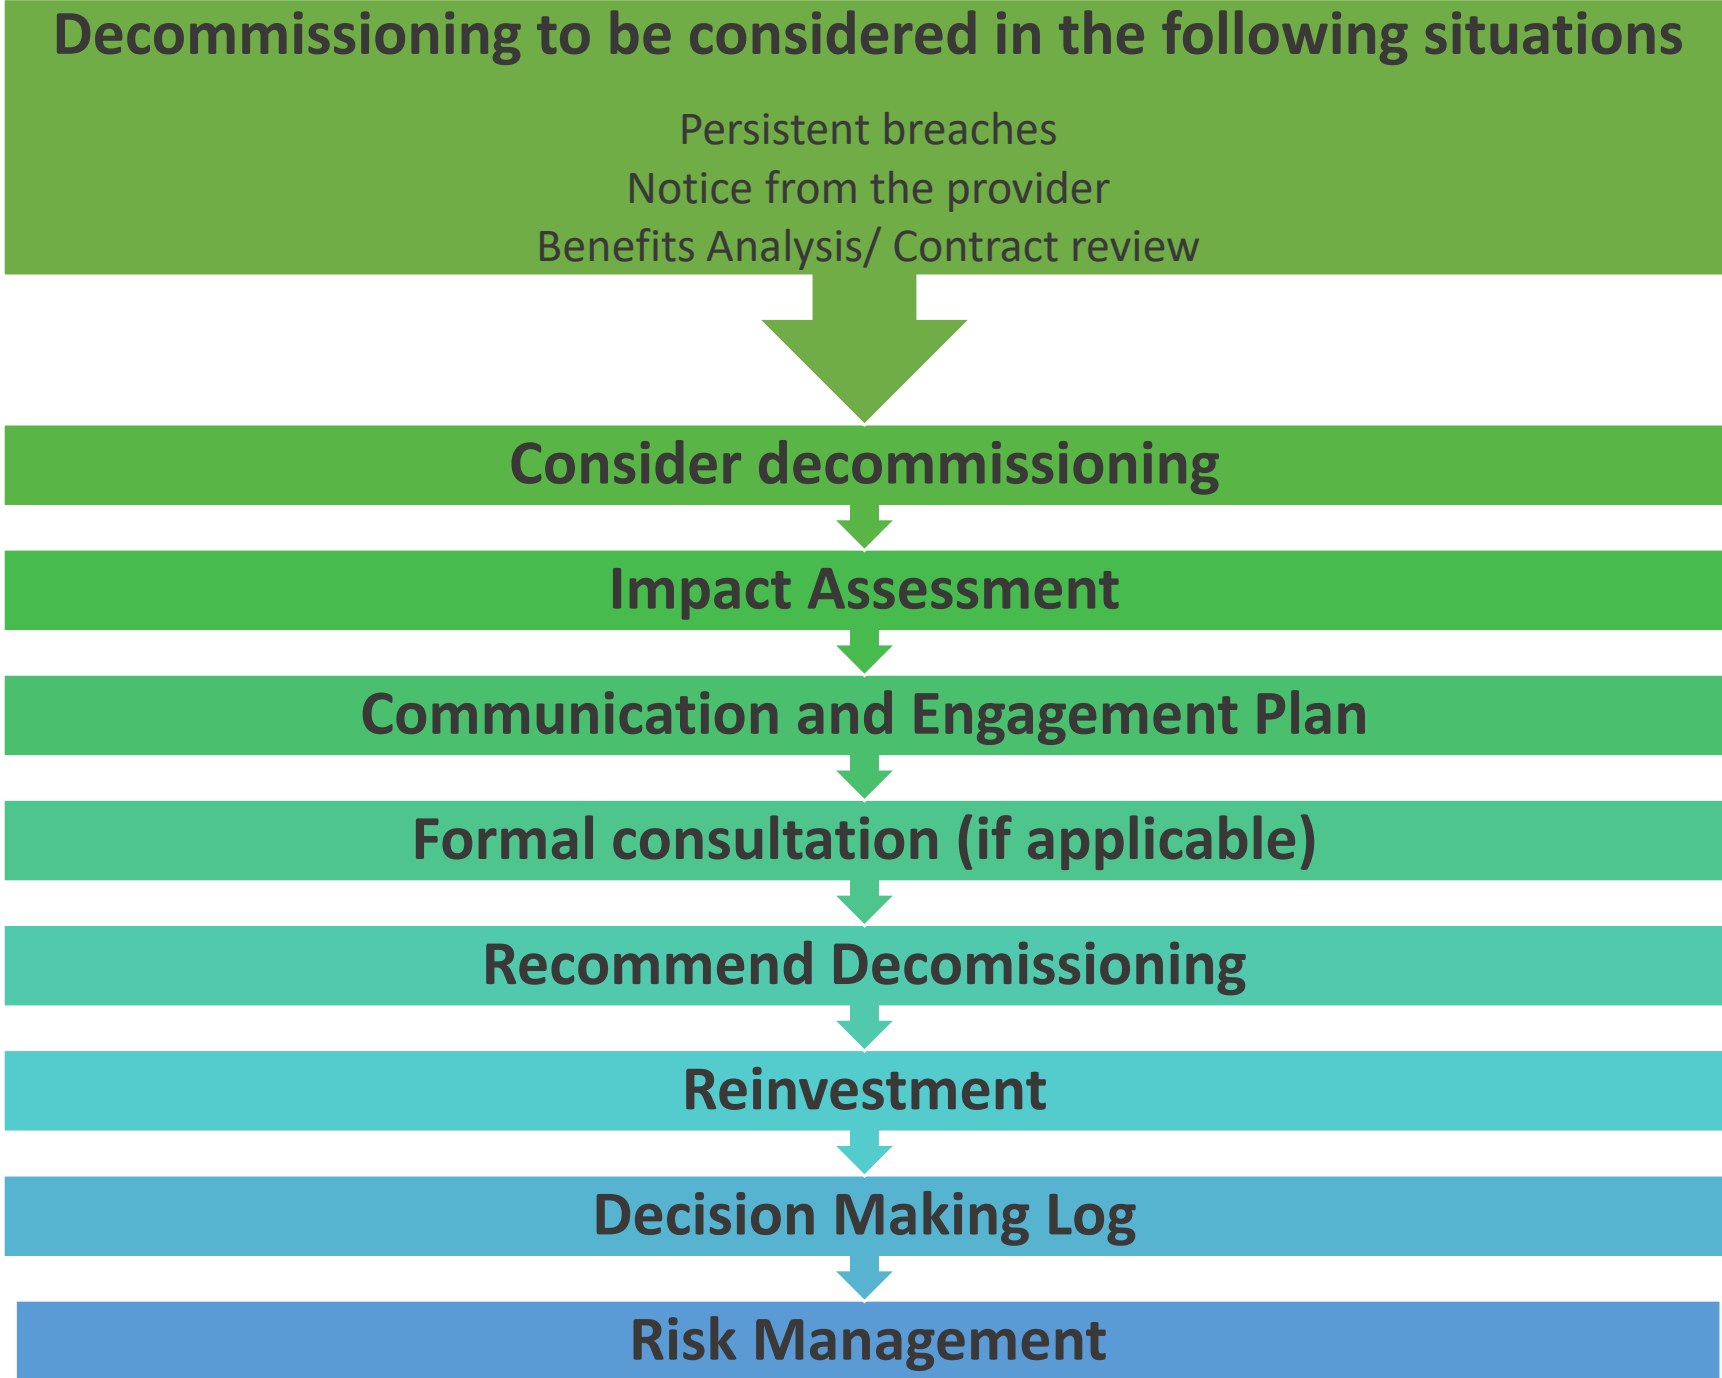 Decommissioning to be considered in the following situations
Persistent breaches
Notice from the provider
Benefits Analysis/ Contract review
Consider decommissioning
Impact Assessment
Communication and Engagement Plan
Formal consultation (if applicable)
Recommend Decomissioning
Reinvestment
Decision Making Log
Risk Management